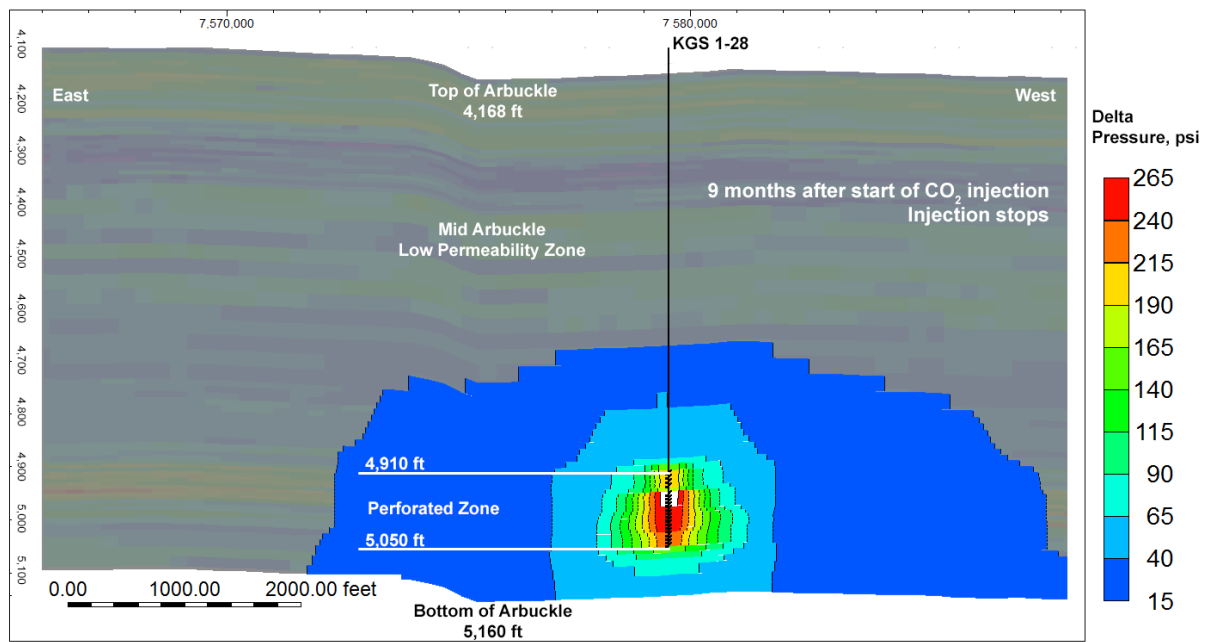 7,570,000
7,580,000
KGS 1-28
4,100
4,200
4,300
4,400
4,500
4,600
4,700
4,800
4,900
5,000
5,100
East
Top of Arbuckle
4,168 ft
West
Delta
Pressure, psi
9 months after start of CO₂ injection
Injection stops
Mid Arbuckle
Low Permeability Zone
265
240
215
190
165
140
115
90
65
40
15
4,910 ft
Perforated Zone
5,050 ft
0.00 1000.00 2000.00 feet
Bottom of Arbuckle
5,160 ft